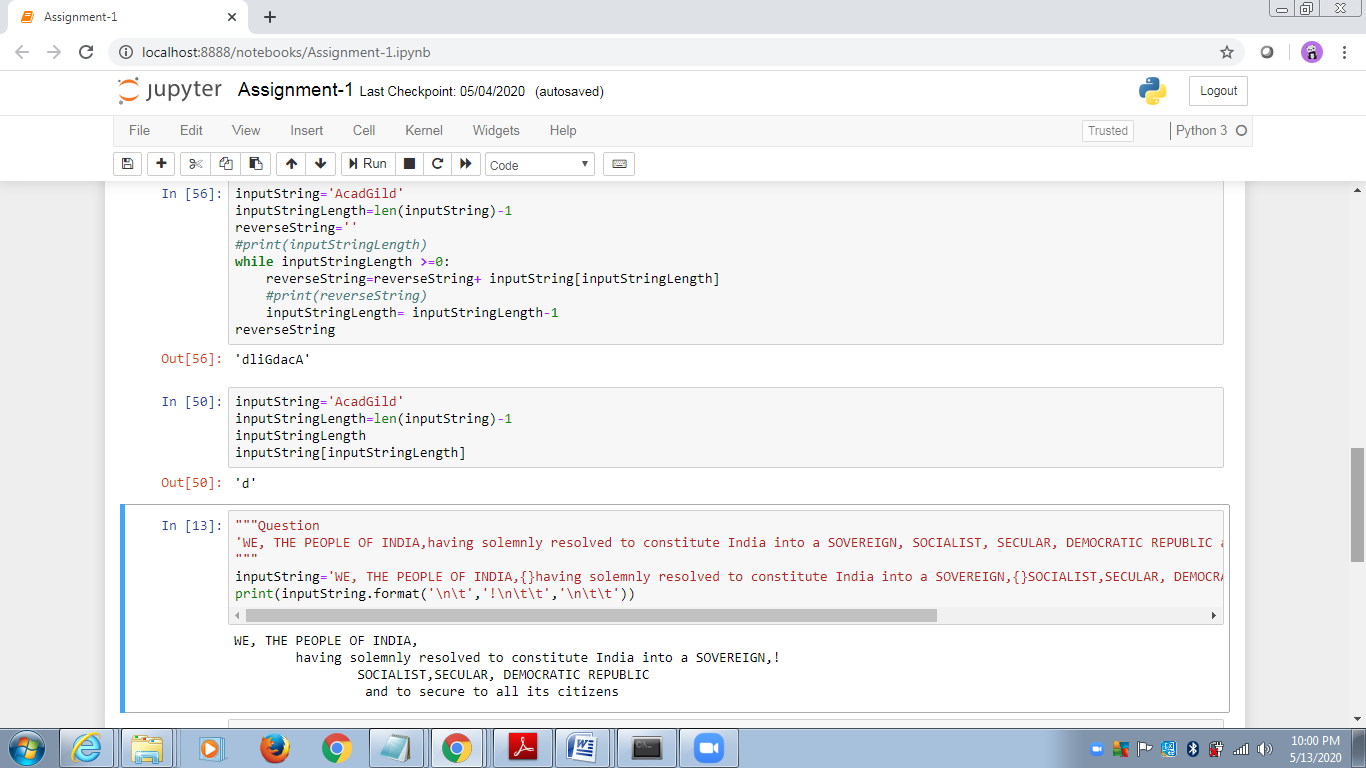 Assignment-1
localhost:8888/notebooks/Assignment-1.ipynb
jupyter Assignment-1 Last Checkpoint: 05/04/2020 (autosaved)
Logout
File Edit View Insert Cell Kernel Widgets Help Trusted Python 3
Run Code
In [56]: inputString='AcadGild'
inputStringLength=len(inputString)-1
reverseString=''
#print(inputStringLength)
while inputStringLength >=0:
    reverseString=reverseString+ inputString[inputStringLength]
    #print(reverseString)
    inputStringLength= inputStringLength-1
reverseString
Out[56]: 'dliGdacA'
In [50]: inputString='AcadGild'
inputStringLength=len(inputString)-1
inputStringLength
inputString[inputStringLength]
Out[50]: 'd'
In [13]: """Question
'WE, THE PEOPLE OF INDIA,having solemnly resolved to constitute India into a SOVEREIGN, SOCIALIST, SECULAR, DEMOCRATIC REPUBLIC a
"""
inputString='WE, THE PEOPLE OF INDIA,{}having solemnly resolved to constitute India into a SOVEREIGN,{}SOCIALIST,SECULAR, DEMOCRA
print(inputString.format('\n\t','!\n\t\t','\n\t\t'))
WE, THE PEOPLE OF INDIA,
        having solemnly resolved to constitute India into a SOVEREIGN,!
                SOCIALIST,SECULAR, DEMOCRATIC REPUBLIC
                 and to secure to all its citizens
10:00 PM
5/13/2020